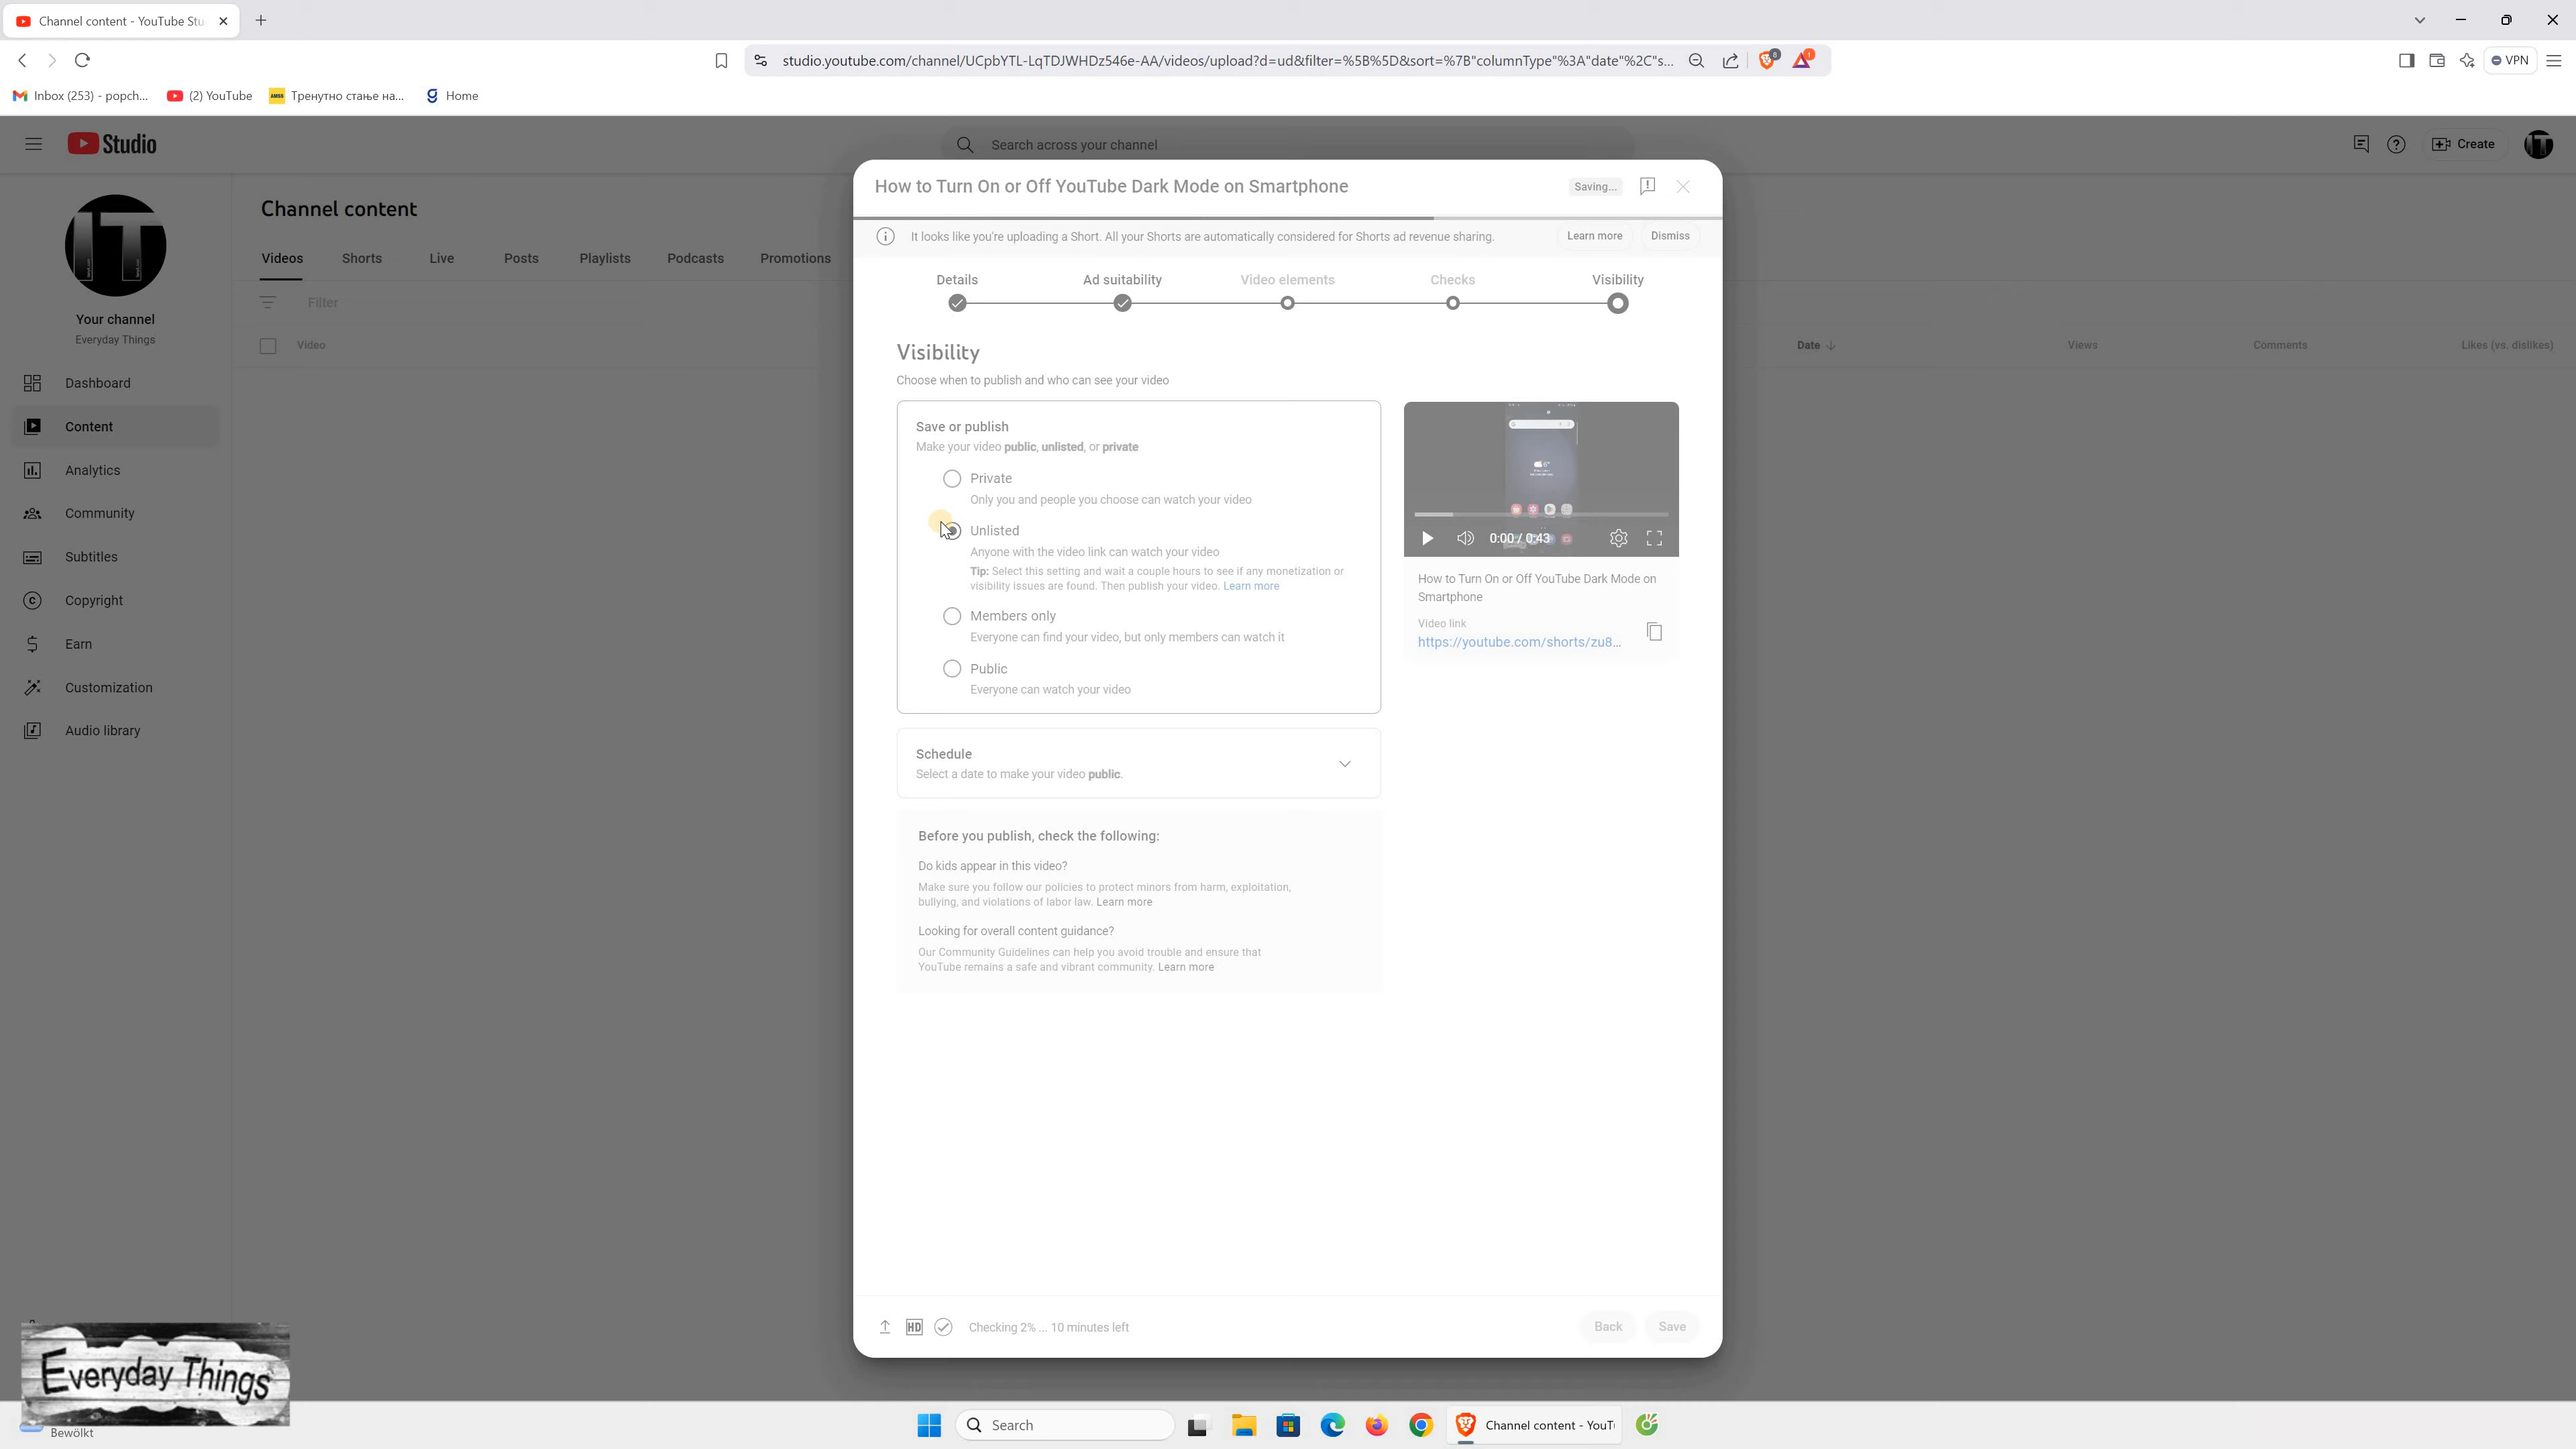 Channel content - YouTube Stu
studio.youtube.com/channel/UCpbYTL-LqTDJWHDz546e-AA/videos/upload?d=ud&filter=%5B%5D&sort=%7B"columnType"%3A"date"%2C"s...
8
1
VPN
Inbox (253) - popch...
(2) YouTube
AMSS
Тренутно стање на...
Home
Studio
Search across your channel
Create
Channel content
Videos
Shorts
Live
Posts
Playlists
Podcasts
Promotions
Filter
Video
Date
Views
Comments
Likes (vs. dislikes)
IT
Your channel
Everyday Things
Dashboard
Content
Analytics
Community
Subtitles
Copyright
Earn
Customization
Audio library
How to Turn On or Off YouTube Dark Mode on Smartphone
Saving...
It looks like you're uploading a Short. All your Shorts are automatically considered for Shorts ad revenue sharing.
Learn more
Dismiss
Details
Ad suitability
Video elements
Checks
Visibility
Visibility
Choose when to publish and who can see your video
Save or publish
Make your video public, unlisted, or private
Private
Only you and people you choose can watch your video
Unlisted
Anyone with the video link can watch your video
Tip: Select this setting and wait a couple hours to see if any monetization or
visibility issues are found. Then publish your video. Learn more
Members only
Everyone can find your video, but only members can watch it
Public
Everyone can watch your video
Schedule
Select a date to make your video public.
Before you publish, check the following:
Do kids appear in this video?
Make sure you follow our policies to protect minors from harm, exploitation,
bullying, and violations of labor law. Learn more
Looking for overall content guidance?
Our Community Guidelines can help you avoid trouble and ensure that
YouTube remains a safe and vibrant community. Learn more
0:00 / 0:43
How to Turn On or Off YouTube Dark Mode on
Smartphone
Video link
https://youtube.com/shorts/zu8...
HD
Checking 2% ... 10 minutes left
Back
Save
Everyday Things
Bewölkt
Search
Channel content - YouT